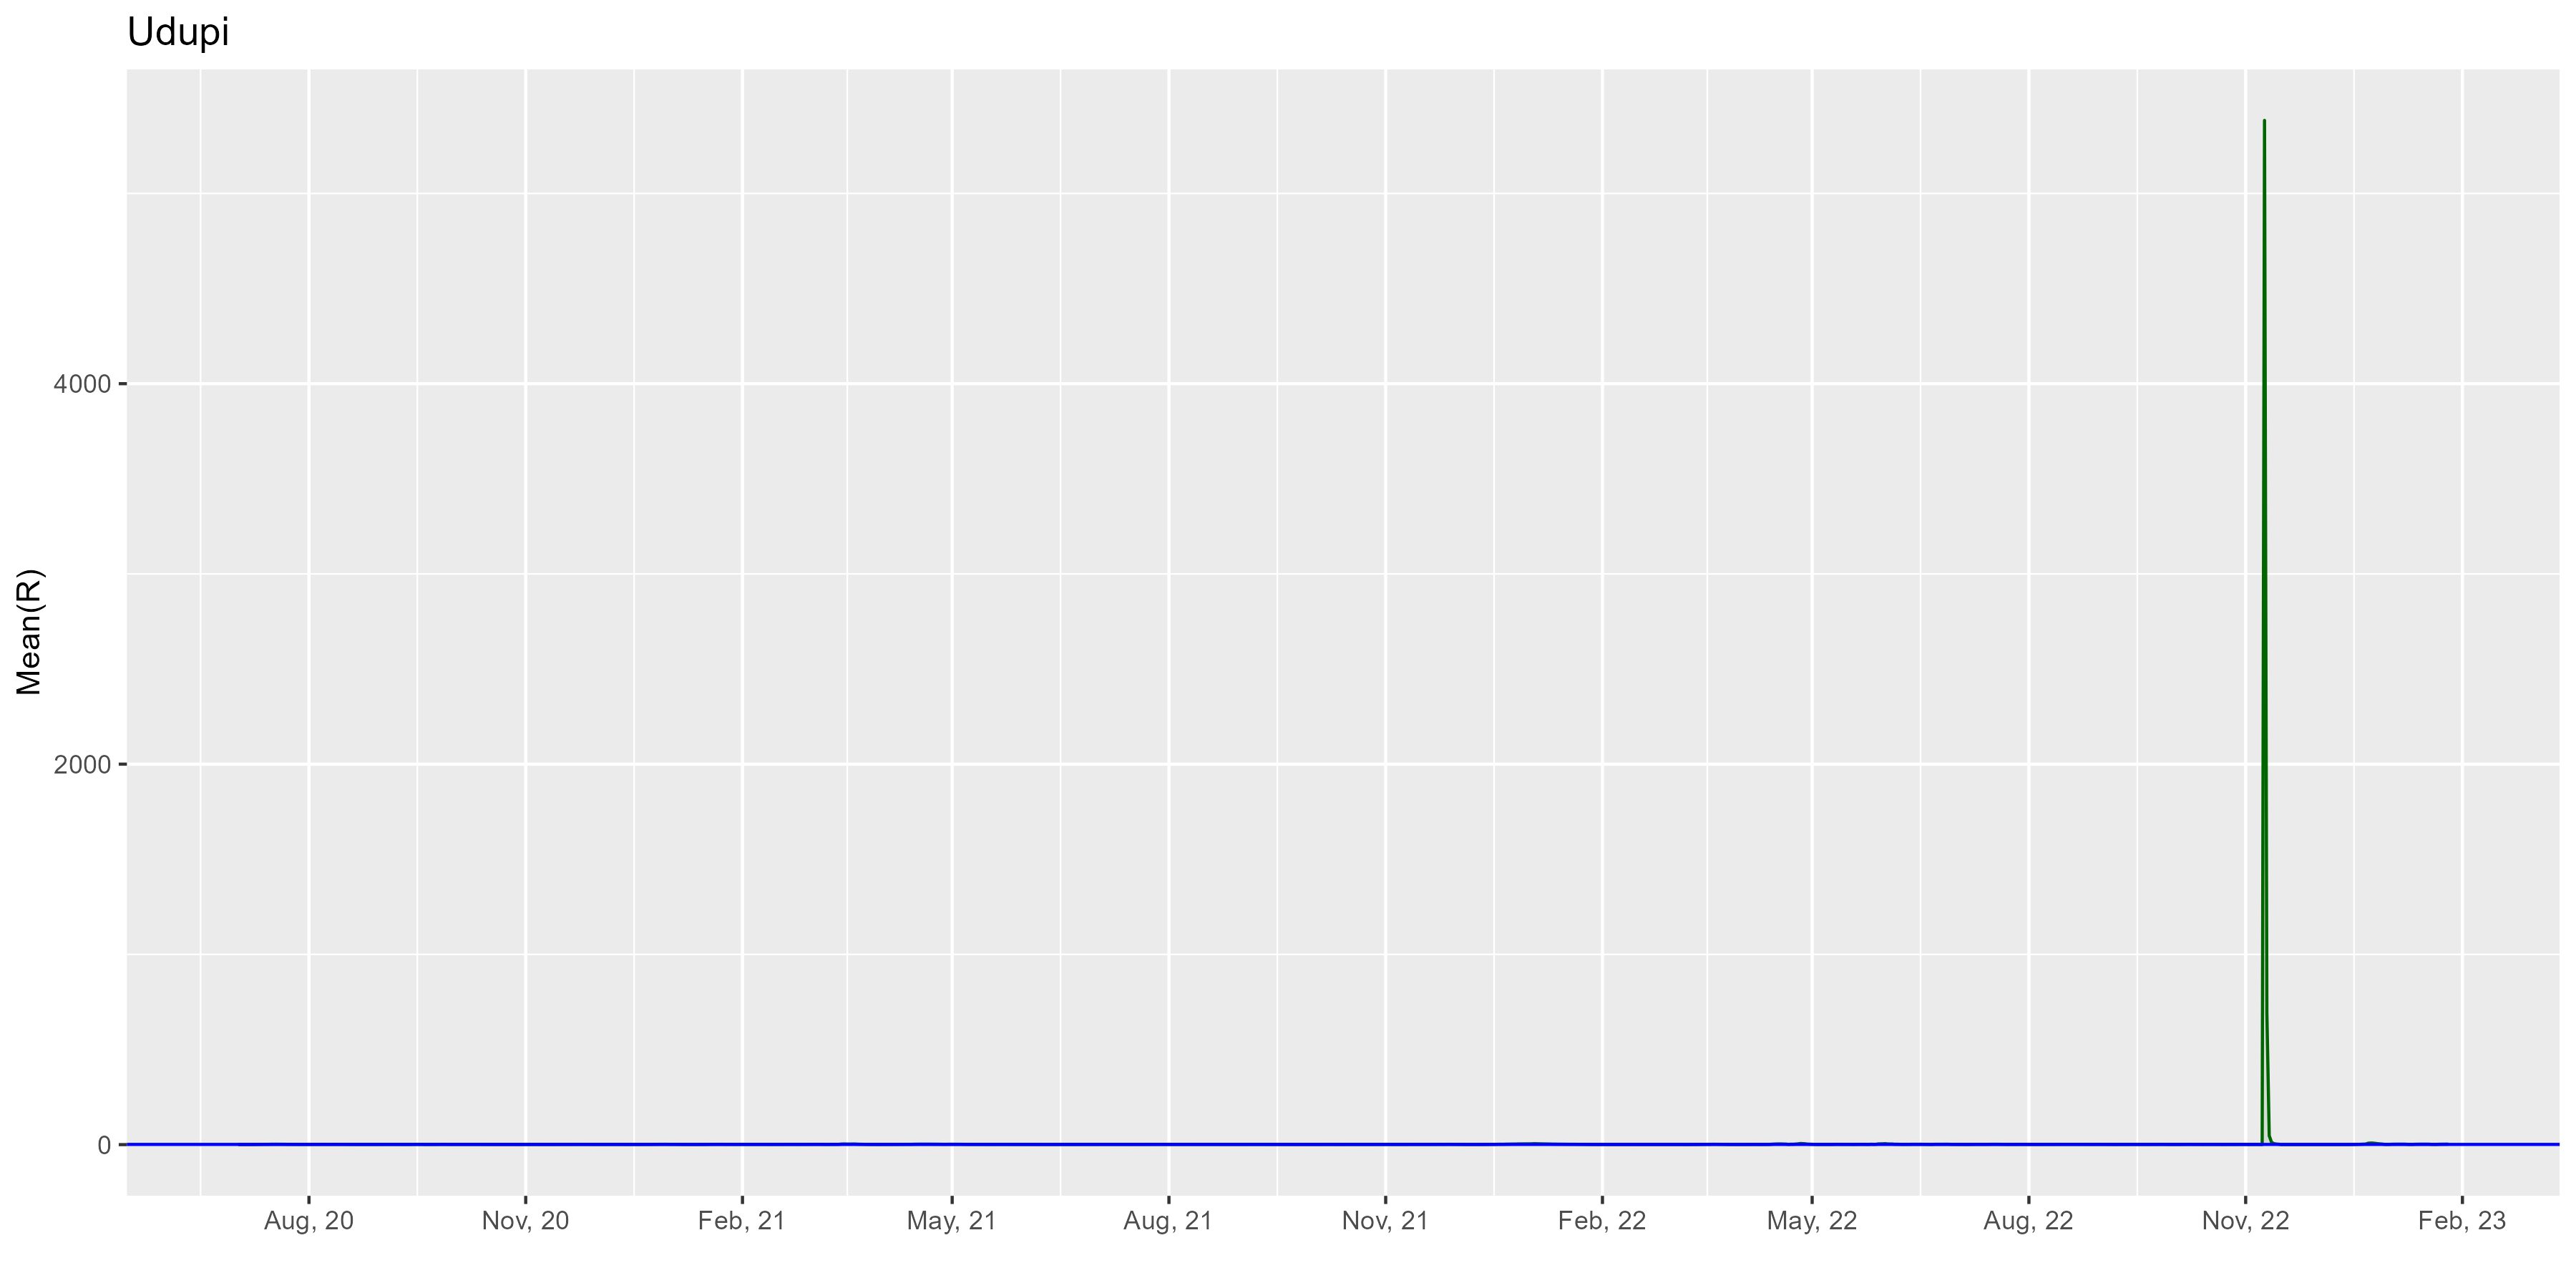 Udupi
Mean(R)
4000
2000
0
Aug, 20
Nov, 20
Feb, 21
May, 21
Aug, 21
Nov, 21
Feb, 22
May, 22
Aug, 22
Nov, 22
Feb, 23